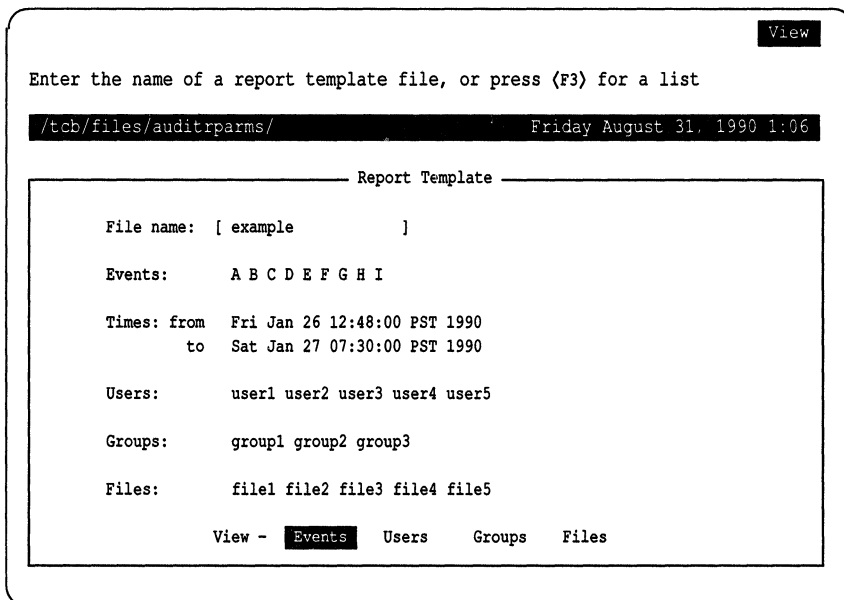 View
Enter the name of a report template file, or press ⟨F3⟩ for a list
/tcb/files/auditrparms/ Friday August 31, 1990 1:06
Report Template
File name: [ example ]
Events: A B C D E F G H I
Times: from Fri Jan 26 12:48:00 PST 1990
to Sat Jan 27 07:30:00 PST 1990
Users: user1 user2 user3 user4 user5
Groups: group1 group2 group3
Files: file1 file2 file3 file4 file5
View - Events Users Groups Files